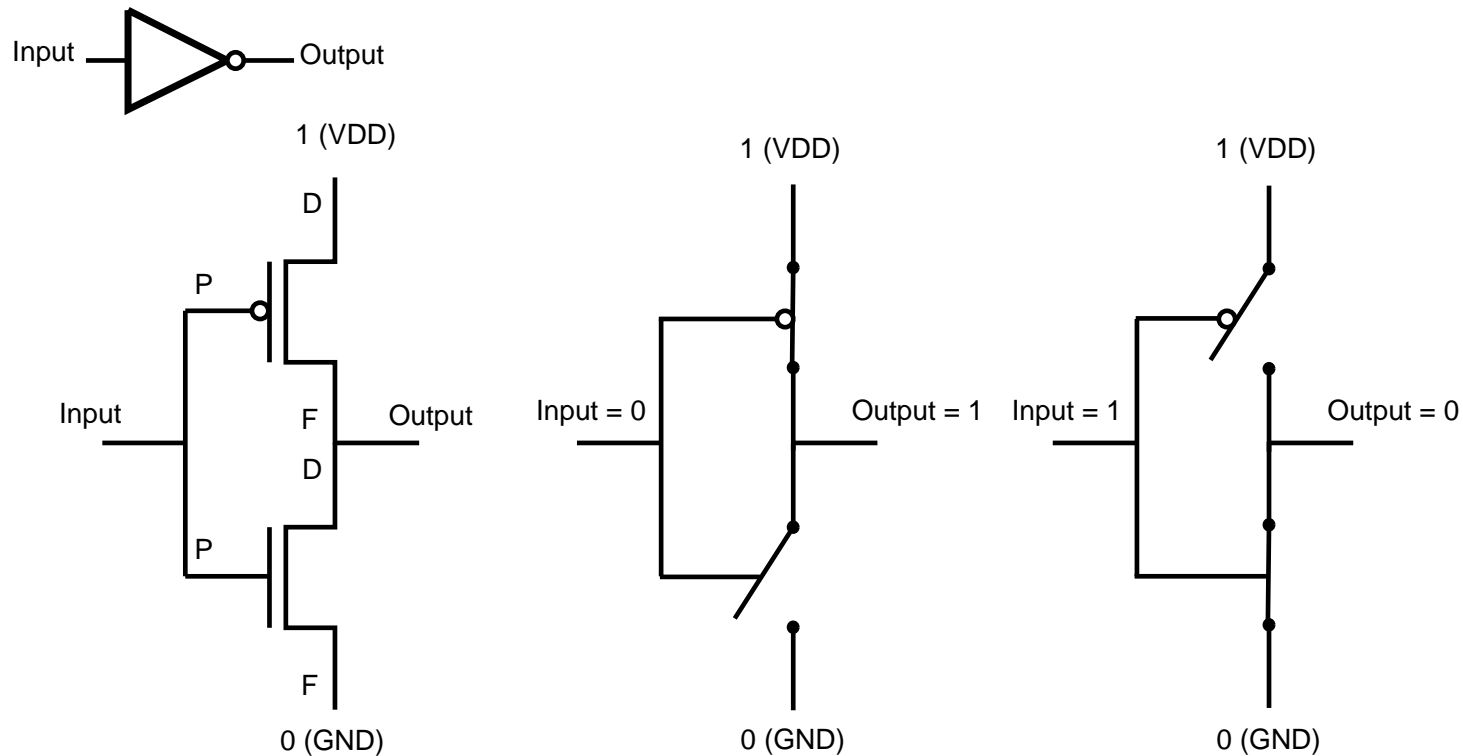 Input
Output
1 (VDD)
D
P
F
Input
Output
D
P
F
0 (GND)
1 (VDD)
Input = 0
Output = 1
0 (GND)
1 (VDD)
Input = 1
Output = 0
0 (GND)